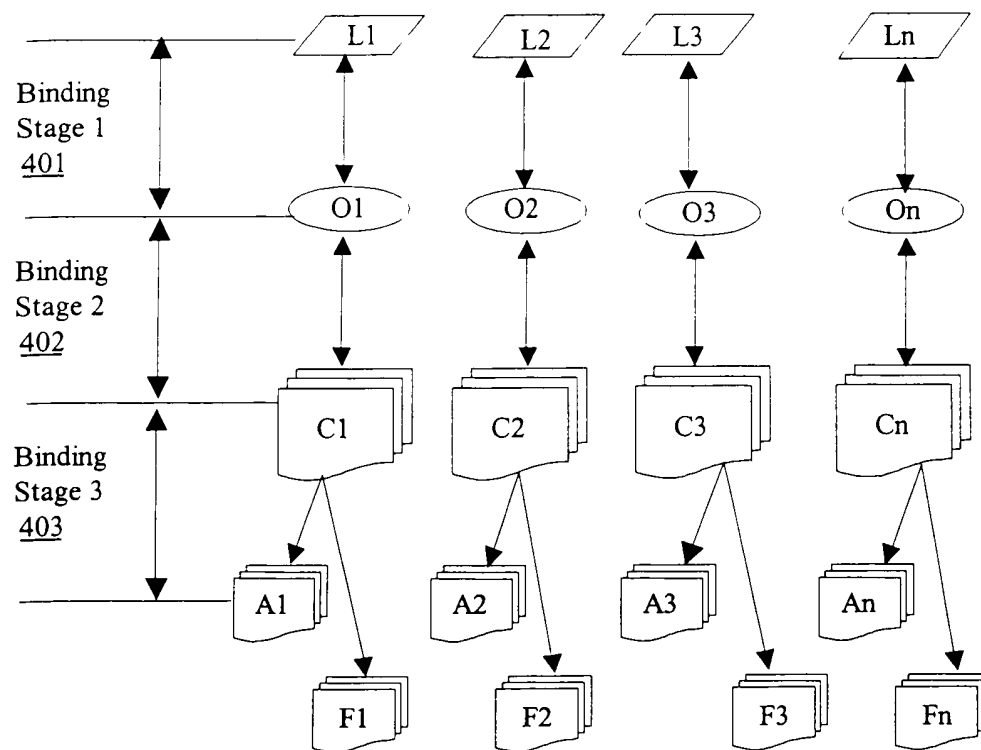 L1 L2 L3 Ln
Binding
Stage 1
401
O1 O2 O3 On
Binding
Stage 2
402
C1 C2 C3 Cn
Binding
Stage 3
403
A1 A2 A3 An
F1 F2 F3 Fn